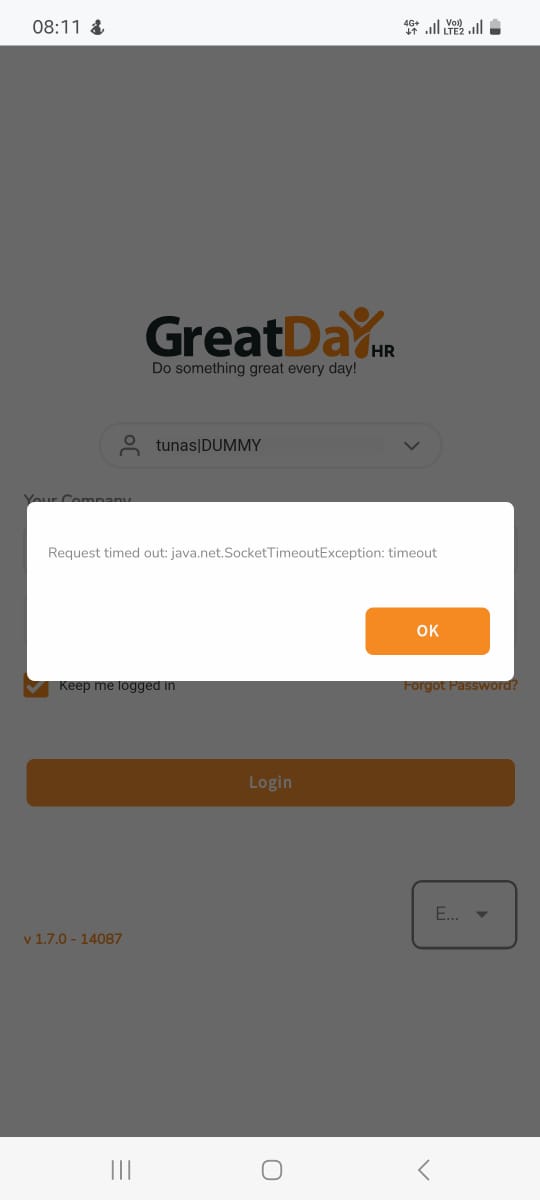 08:11
4G+ Vo)) LTE2
GreatDay HR
Do something great every day!
tunas|DUMMY
Your Company
Request timed out: java.net.SocketTimeoutException: timeout
OK
Keep me logged in
Forgot Password?
Login
E...
v 1.7.0 - 14087